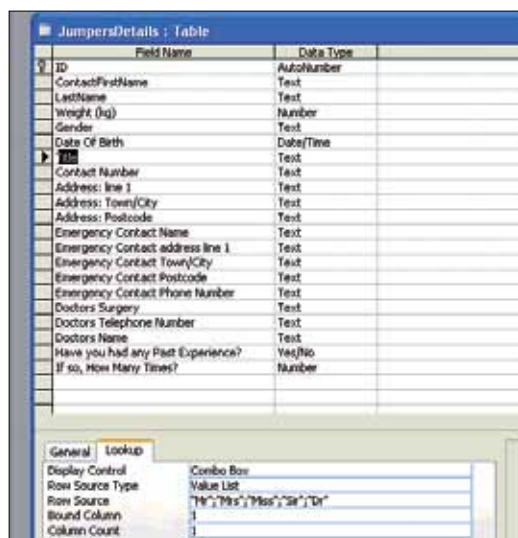 JumpersDetails : Table
Field Name Data Type
ID AutoNumber
ContactFirstName Text
LastName Text
Weight (kg) Number
Gender Text
Date Of Birth Date/Time
Title Text
Contact Number Text
Address: line 1 Text
Address: Town/City Text
Address: Postcode Text
Emergency Contact Name Text
Emergency Contact address line 1 Text
Emergency Contact Town/City Text
Emergency Contact Postcode Text
Emergency Contact Phone Number Text
Doctors Surgery Text
Doctors Telephone Number Text
Doctors Name Text
Have you had any Past Experience? Yes/No
If so, How Many Times? Number
General Lookup
Display Control Combo Box
Row Source Type Value List
Row Source "Mr";"Mrs";"Miss";"Sir";"Dr"
Bound Column 1
Column Count 1